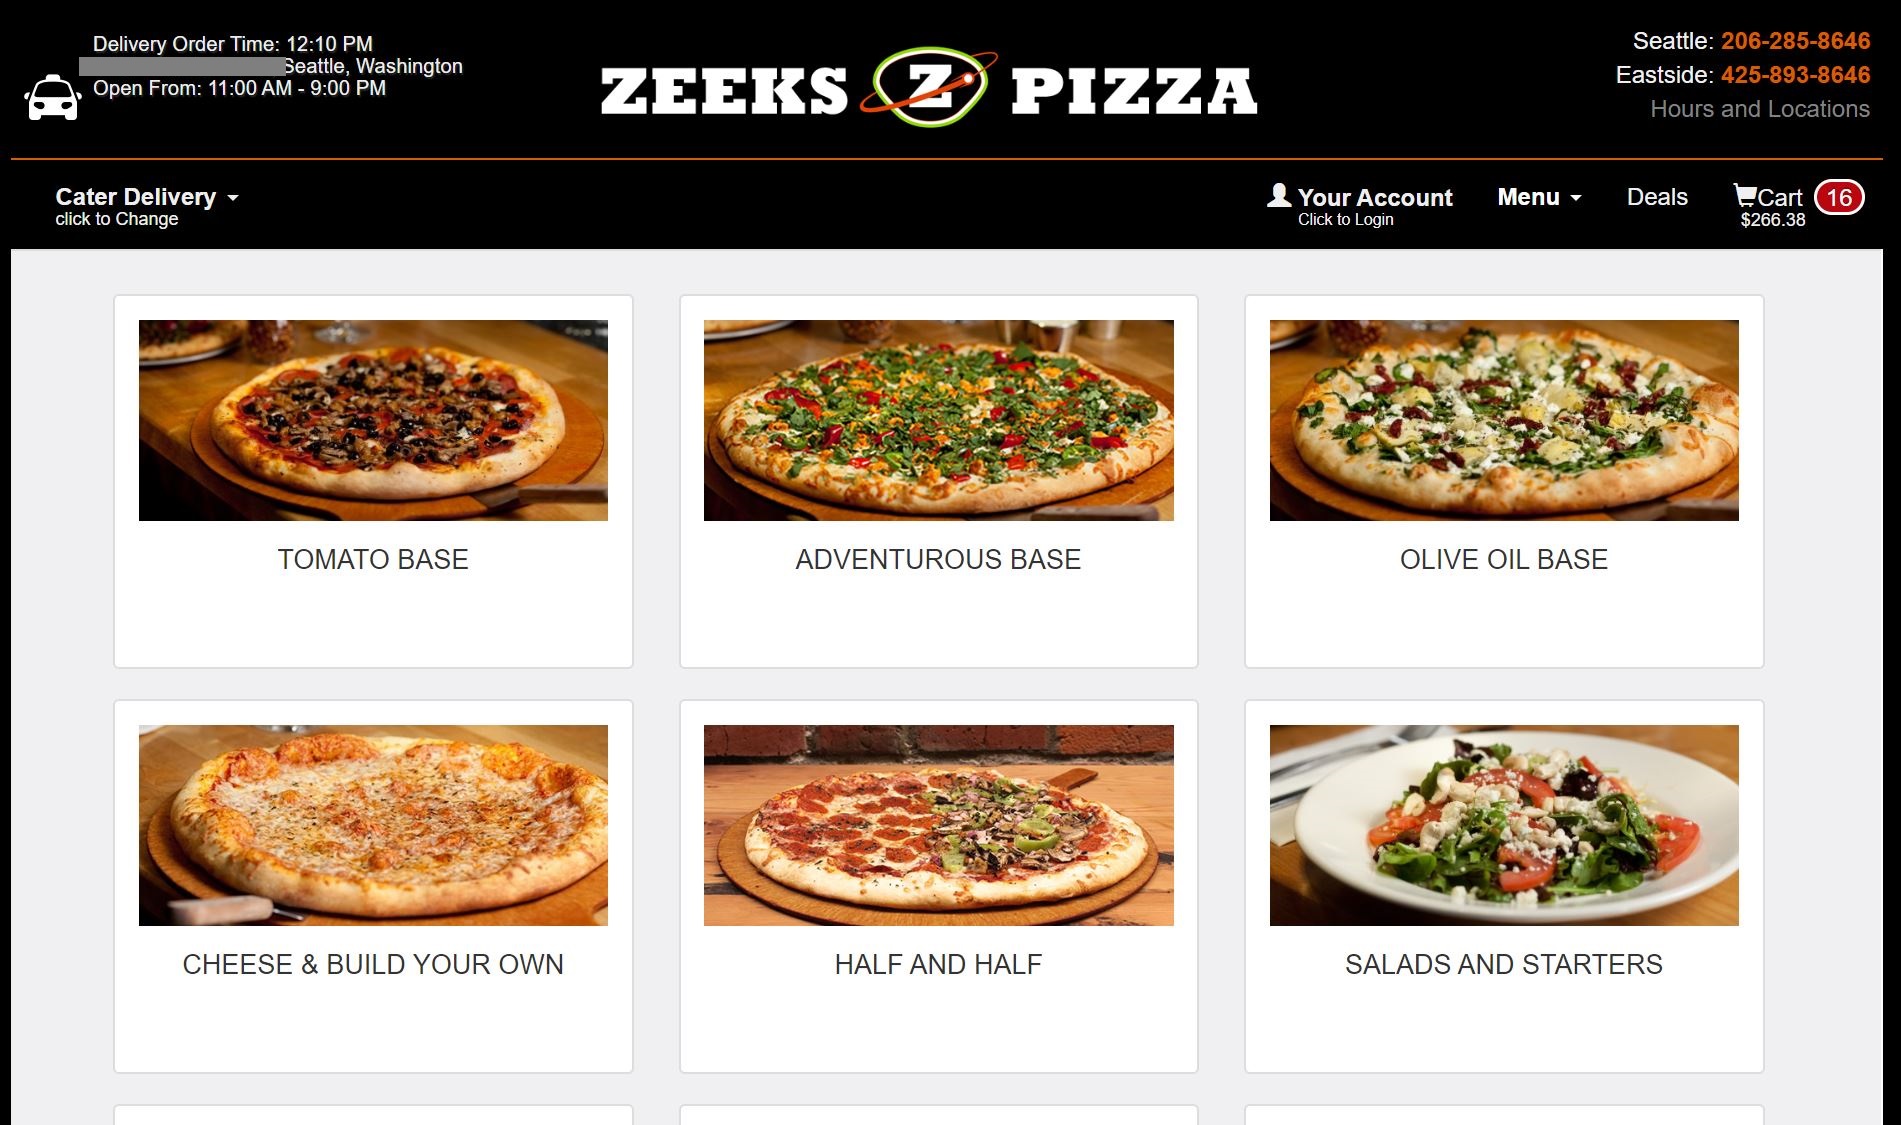 Delivery Order Time: 12:10 PM
Seattle, Washington
Open From: 11:00 AM - 9:00 PM
ZEEKS Z PIZZA
Seattle: 206-285-8646
Eastside: 425-893-8646
Hours and Locations
Cater Delivery
click to Change
Your Account
Click to Login
Menu
Deals
Cart 16
$266.38
TOMATO BASE
ADVENTUROUS BASE
OLIVE OIL BASE
CHEESE & BUILD YOUR OWN
HALF AND HALF
SALADS AND STARTERS